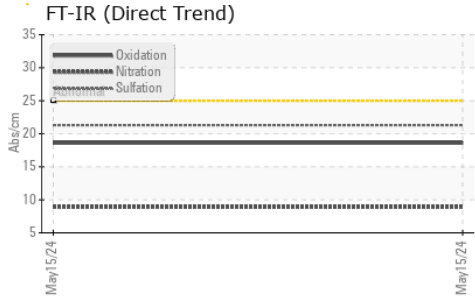 FT-IR (Direct Trend)
35
30
25
20
15
10
5
Abs/cm
Oxidation
Nitration
Sulfation
Abnormal
May15/24
May15/24